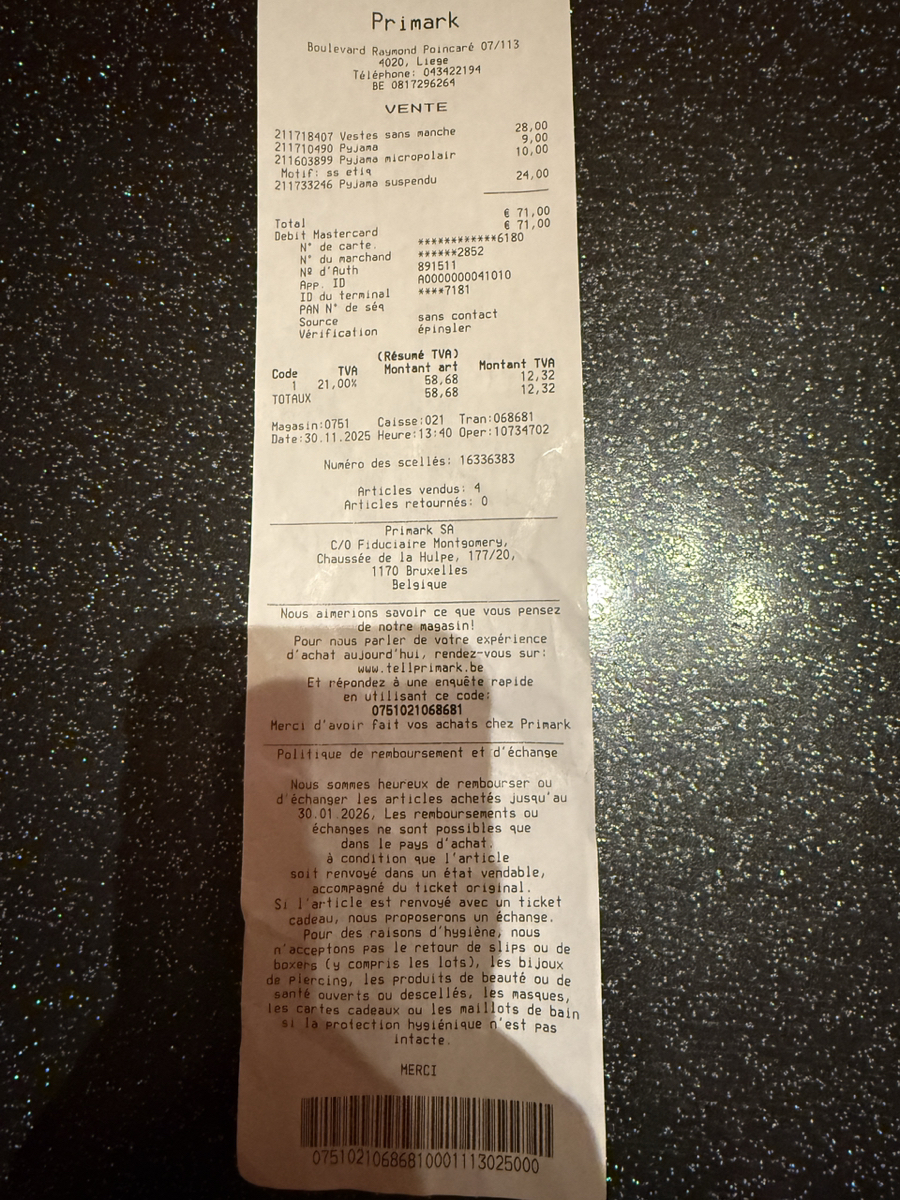 Primark
Boulevard Raymond Poincaré 07/113
4020, Liege
Téléphone: 043422194
BE 0817296264
VENTE
211718407 Vestes sans manche 28,00
211710490 Pyjama 9,00
211603899 Pyjama micropolair 10,00
Motif: ss etiq
211733246 Pyjama suspendu 24,00
Total € 71,00
Debit Mastercard € 71,00
N° de carte. ************6180
N° du marchand ******2852
Nº d'Auth 891511
App. ID A0000000041010
ID du terminal ****7181
PAN N° de séq
Source sans contact
Vérification épingler
(Résumé TVA)
Code TVA Montant art Montant TVA
1 21,00% 58,68 12,32
TOTAUX 58,68 12,32
Magasin:0751 Caisse:021 Tran:068681
Date:30.11.2025 Heure:13:40 Oper:10734702
Numéro des scellés: 16336383
Articles vendus: 4
Articles retournés: 0
Primark SA
C/O Fiduciaire Montgomery,
Chaussée de la Hulpe, 177/20,
1170 Bruxelles
Belgique
Nous aimerions savoir ce que vous pensez
de notre magasin!
Pour nous parler de votre expérience
d'achat aujourd'hui, rendez-vous sur:
www.tellprimark.be
Et répondez à une enquête rapide
en utilisant ce code:
0751021068681
Merci d'avoir fait vos achats chez Primark
Politique de remboursement et d'échange
Nous sommes heureux de rembourser ou
d'échanger les articles achetés jusqu'au
30.01.2026, Les remboursements ou
échanges ne sont possibles que
dans le pays d'achat.
à condition que l'article
soit renvoyé dans un état vendable,
accompagné du ticket original.
Si l'article est renvoyé avec un ticket
cadeau, nous proposerons un échange.
Pour des raisons d'hygiène, nous
n'acceptons pas le retour de slips ou de
boxers (y compris les lots), les bijoux
de piercing, les produits de beauté ou de
santé ouverts ou descellés, les masques,
les cartes cadeaux ou les maillots de bain
si la protection hygiénique n'est pas
intacte.
MERCI
07510210686810001113025000